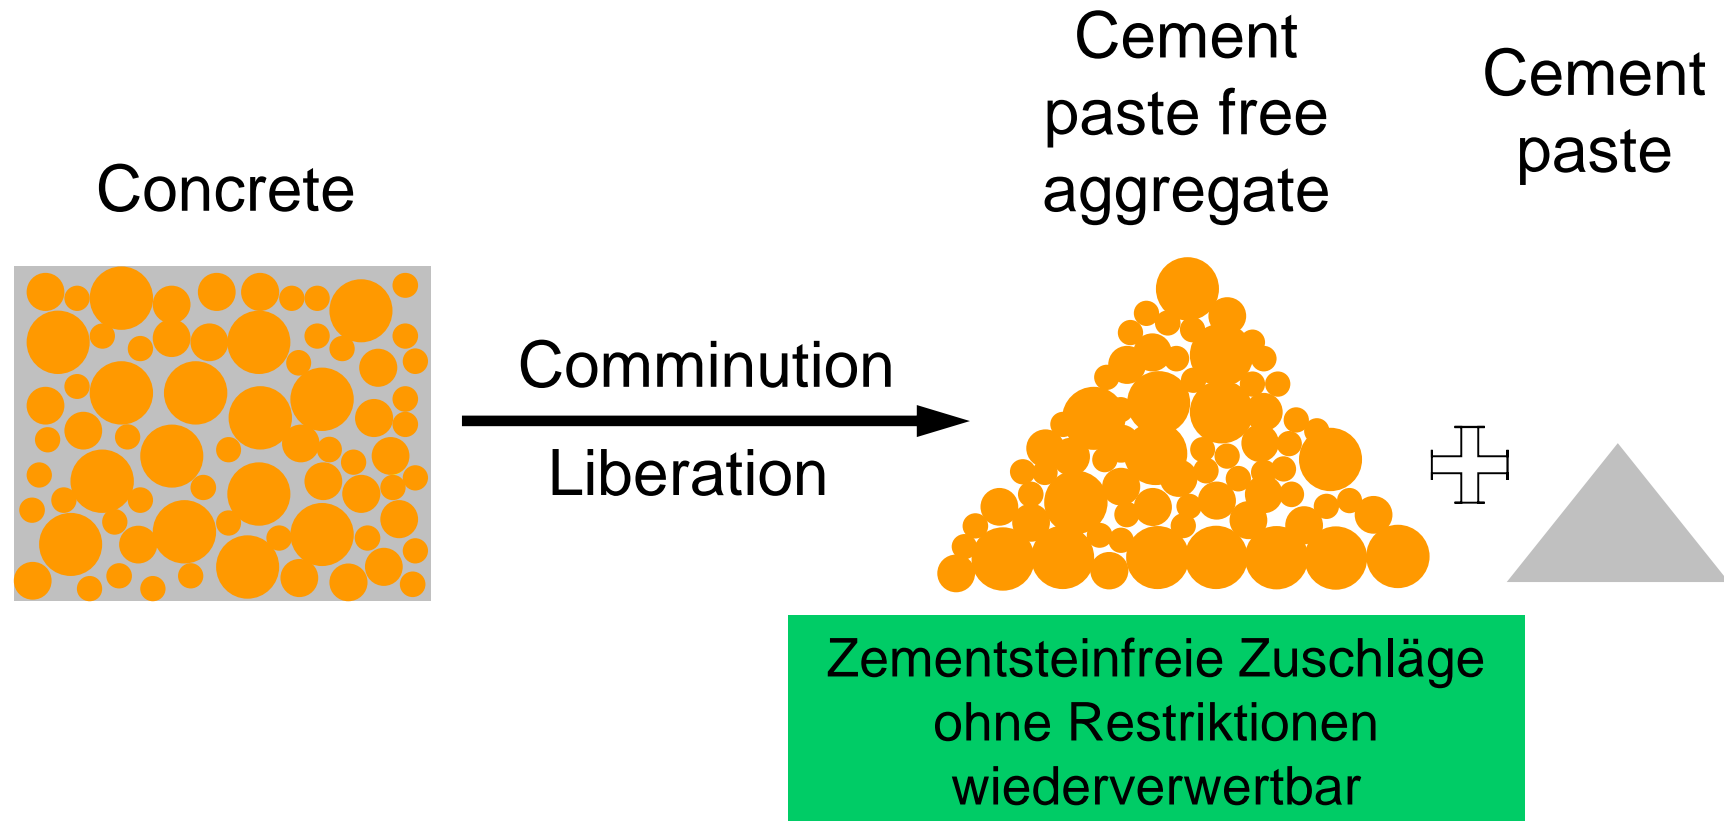 Concrete
Comminution
Liberation
Cement
paste free
aggregate
Cement
paste
Zementsteinfreie Zuschläge
ohne Restriktionen
wiederverwertbar